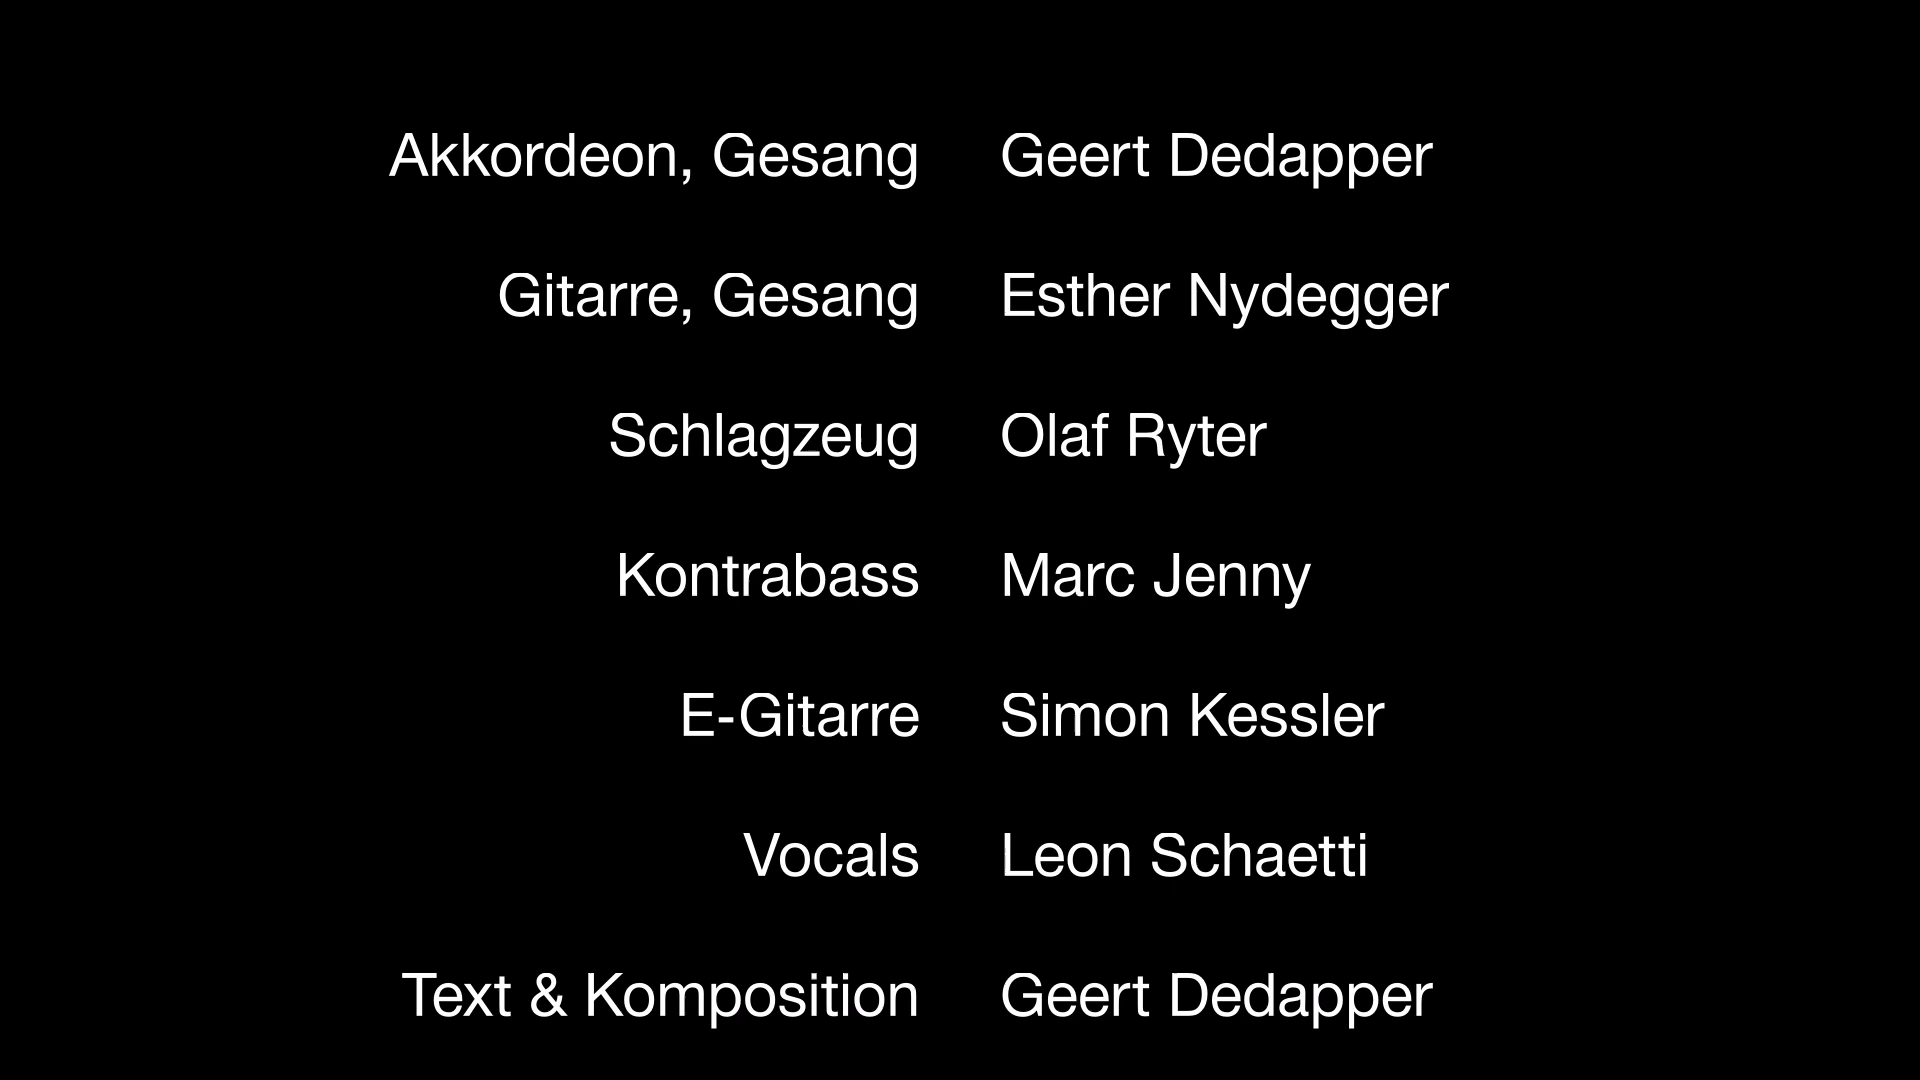 Akkordeon, Gesang Geert Dedapper
Gitarre, Gesang Esther Nydegger
Schlagzeug Olaf Ryter
Kontrabass Marc Jenny
E-Gitarre Simon Kessler
Vocals Leon Schaetti
Text & Komposition Geert Dedapper